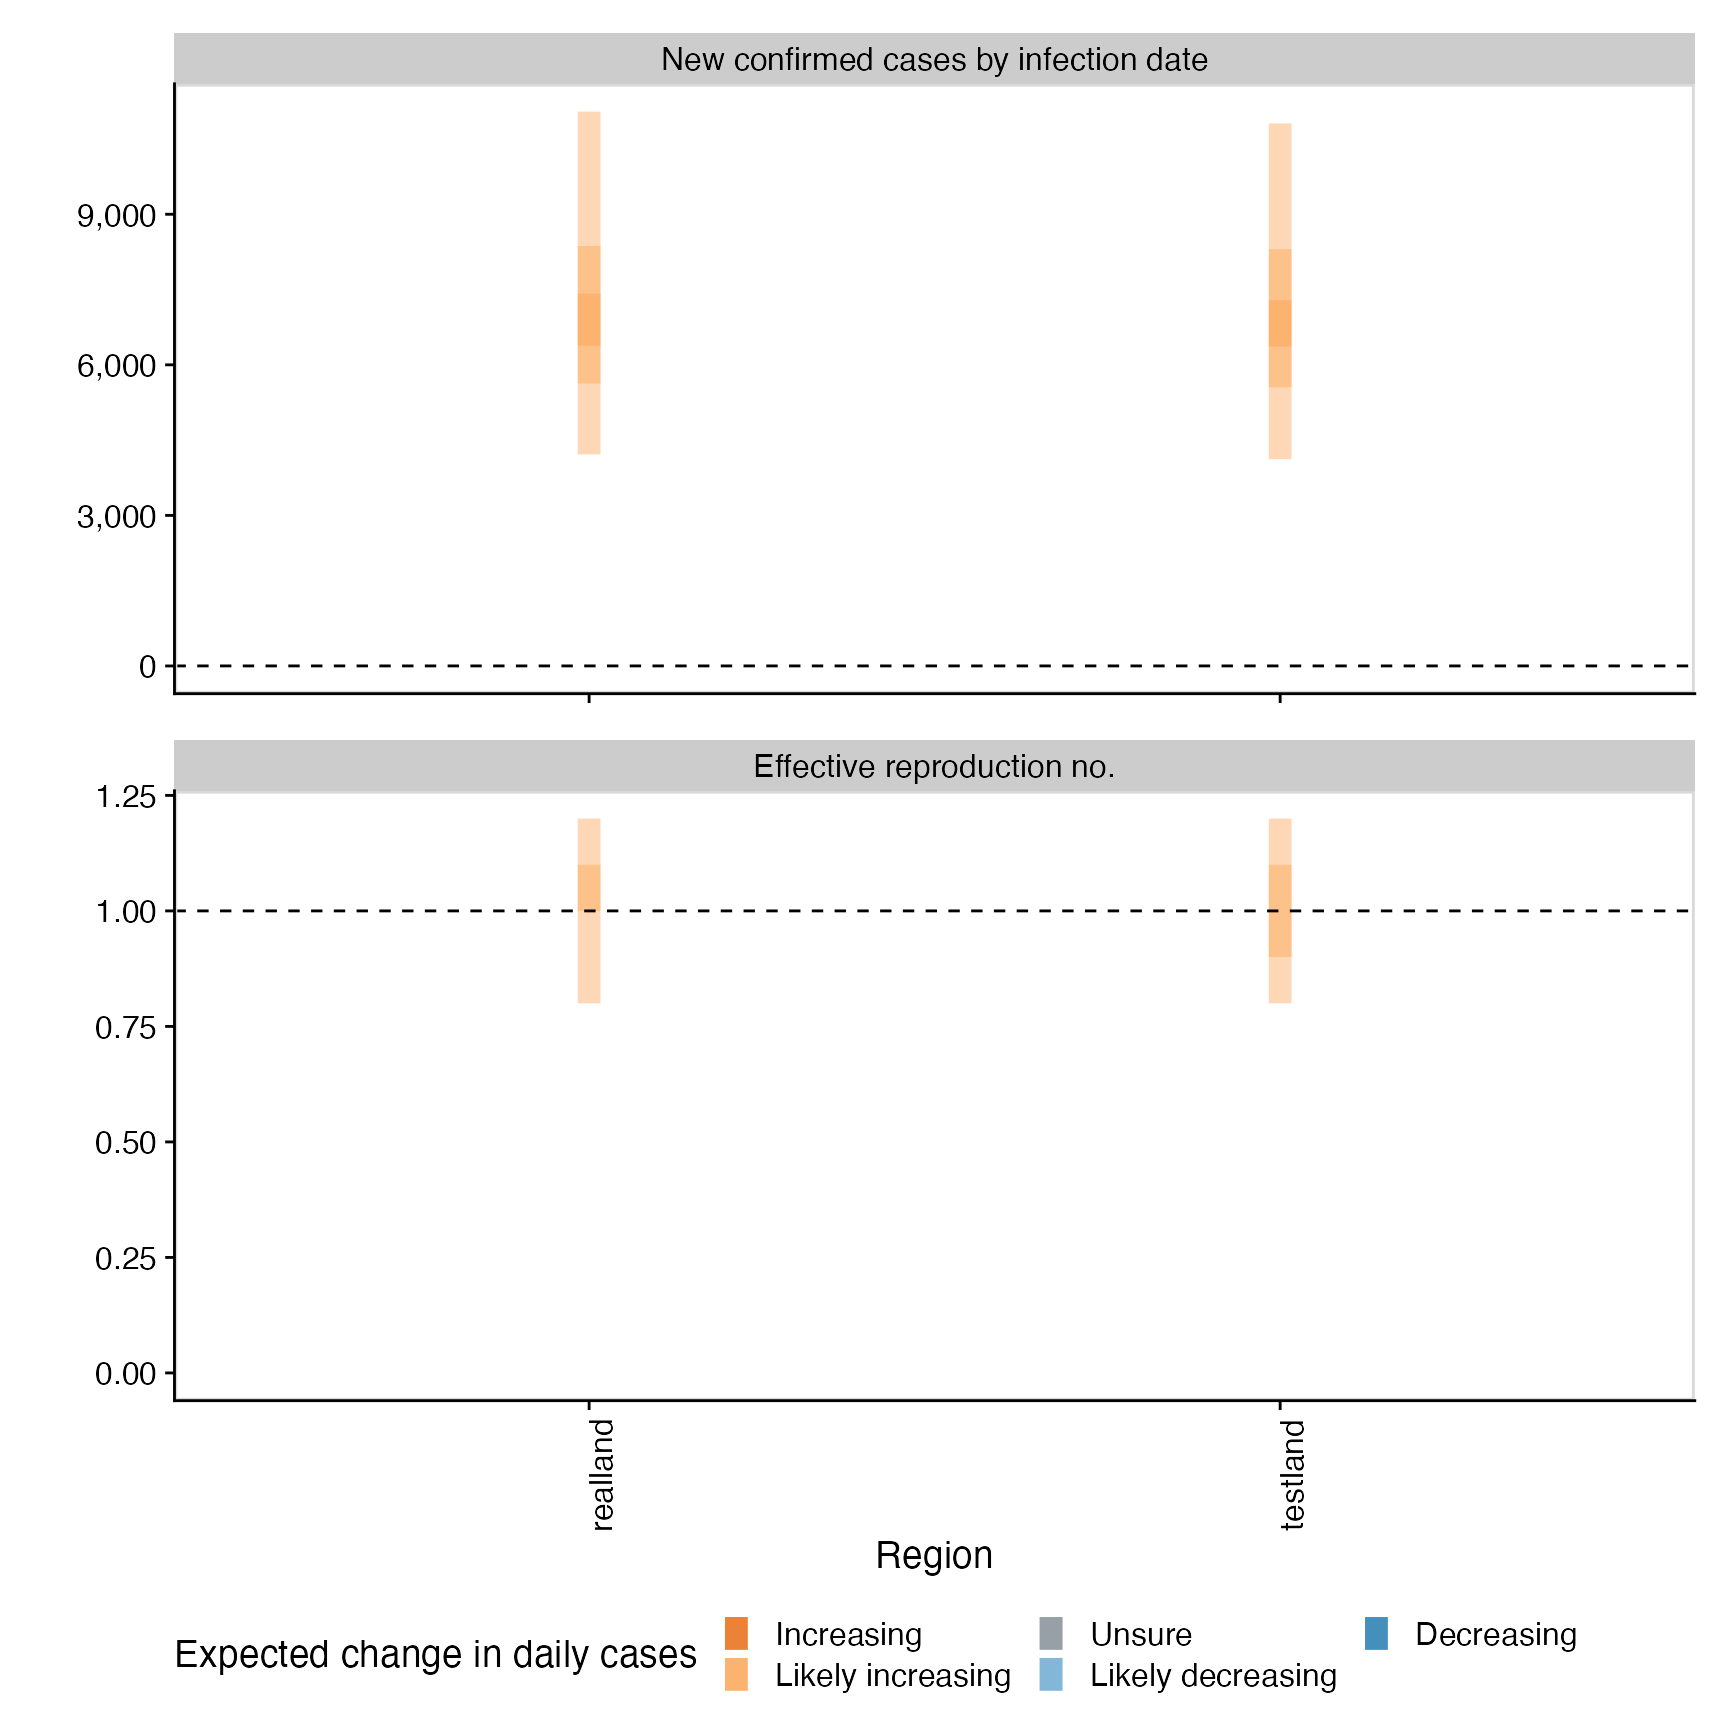 New confirmed cases by infection date
9,000
6,000
3,000
0
Effective reproduction no.
1.25
1.00
0.75
0.50
0.25
0.00
realland
testland
Region
Expected change in daily cases
Increasing
Unsure
Decreasing
Likely increasing
Likely decreasing